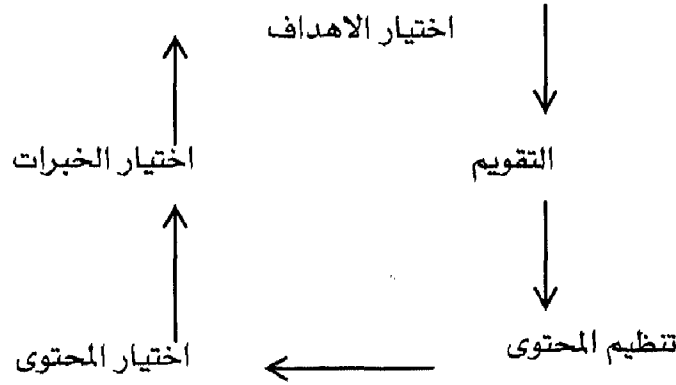 اختيار الاهداف
التقويم
اختيار الخبرات
تنظيم المحتوى
اختيار المحتوى